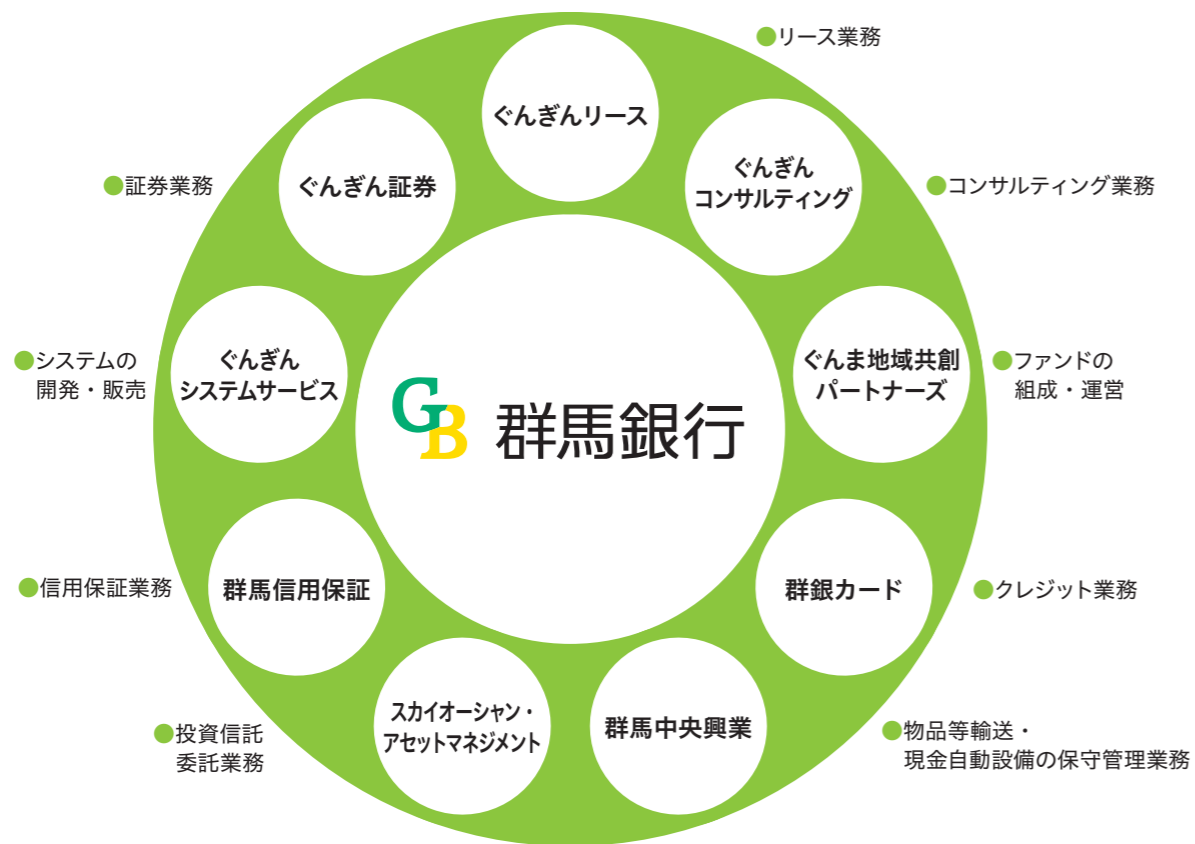 ●リース業務
ぐんぎんリース
ぐんぎん
コンサルティング
●コンサルティング業務
ぐんま地域共創
パートナーズ
●ファンドの
組成・運営
群銀カード
●クレジット業務
群馬中央興業
●物品等輸送・
現金自動設備の保守管理業務
スカイオーシャン・
アセットマネジメント
●投資信託
委託業務
群馬信用保証
●信用保証業務
ぐんぎん
システムサービス
●システムの
開発・販売
ぐんぎん証券
●証券業務
GB 群馬銀行